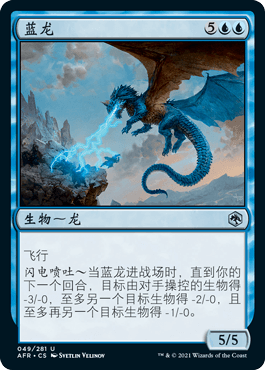 蓝龙 5
生物～龙
飞行
闪电喷吐～当蓝龙进战场时，直到你的
下一个回合，目标由对手操控的生物得
-3/-0，至多另一个目标生物得 -2/-0，且
至多再另一个目标生物得 -1/-0。
5/5
049/281 U
AFR • CS SVETLIN VELINOV
™ & © 2021 Wizards of the Coast